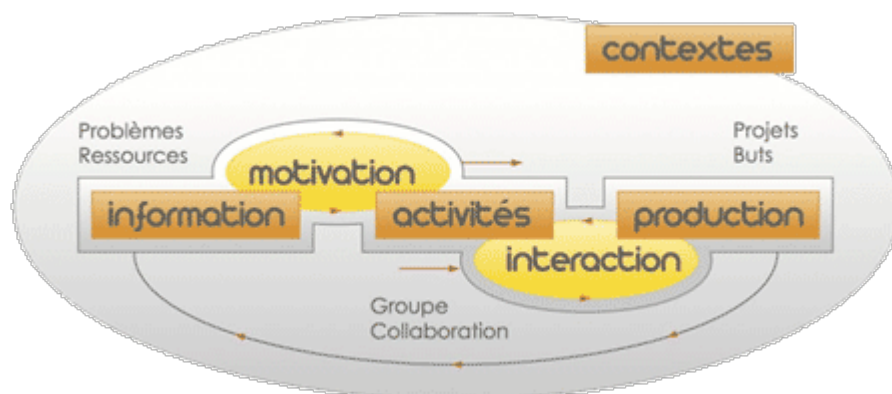 contextes
Problèmes
Ressources
Projets
Buts
motivation
information
activités
production
interaction
Groupe
Collaboration